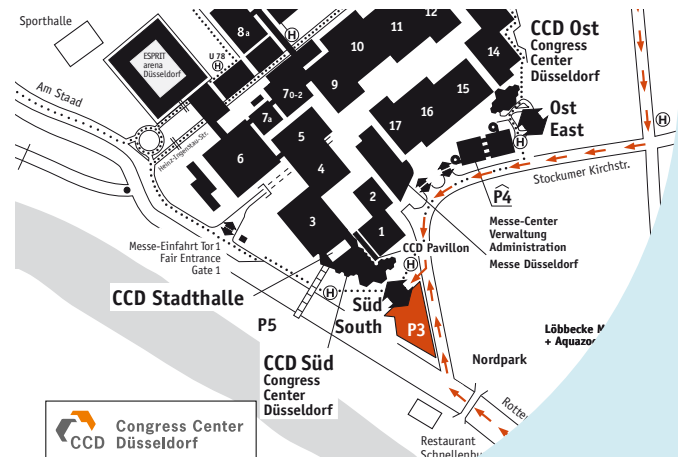 Sporthalle
ESPRIT
arena
Düsseldorf
U 78
H
8a
H
12
11
10
9
14
CCD Ost
Congress
Center
Düsseldorf
Am Staad
70-2
7a
15
16
17
Ost
East
H
H
Heinz-Ingenstau-Str.
6
5
4
Stockumer Kirchstr.
P4
2
3
1
Messe-Center
Verwaltung
Administration
Messe Düsseldorf
Messe-Einfahrt Tor 1
Fair Entrance
Gate 1
CCD Pavillon
H
CCD Stadthalle
H
Süd
South
P5
P3
Löbbecke
+ Aquazoo
CCD Süd
Congress
Center
Düsseldorf
Nordpark
CCD
Congress Center
Düsseldorf
Restaurant